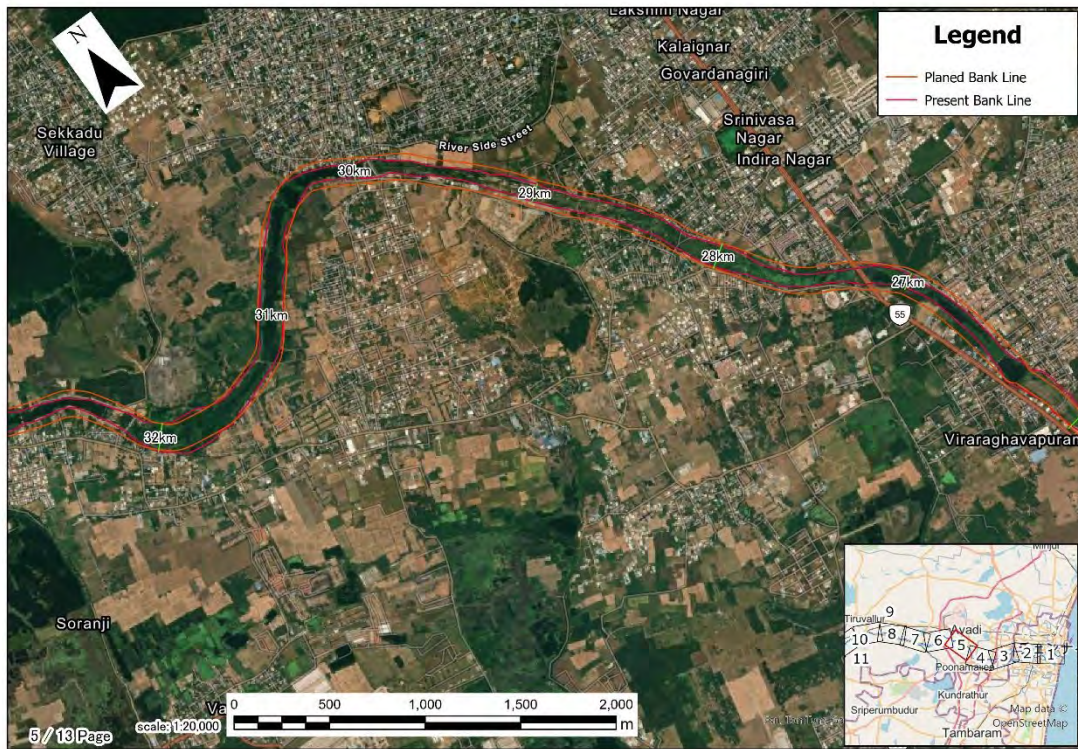 N
Lakshmi Nagar
Kalaignar
Govardanagiri
Srinivasa
Nagar
Indira Nagar
Legend
Planed Bank Line
Present Bank Line
Sekkadu
Village
River Side Street
30km
29km
28km
27km
31km
55
32km
Viraraghavapuram
Soranji
Va
0 500 1,000 1,500 2,000
m
scale: 1:20,000
5 / 13 Page
Minjur
Tiruvallur 9
Avadi
10 8 7 6 5 4 3 2 1
11
Poonamallee
Kundrathur
Sriperumbudur
Tambaram
Map data ©
OpenStreetMap